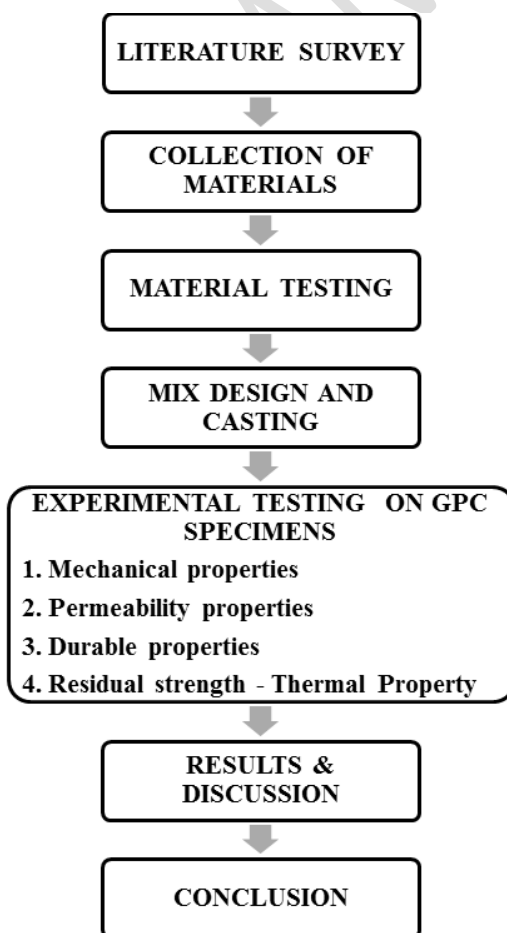 LITERATURE SURVEY
COLLECTION OF
MATERIALS
MATERIAL TESTING
MIX DESIGN AND
CASTING
EXPERIMENTAL TESTING ON GPC
SPECIMENS
1. Mechanical properties
2. Permeability properties
3. Durable properties
4. Residual strength - Thermal Property
RESULTS &
DISCUSSION
CONCLUSION